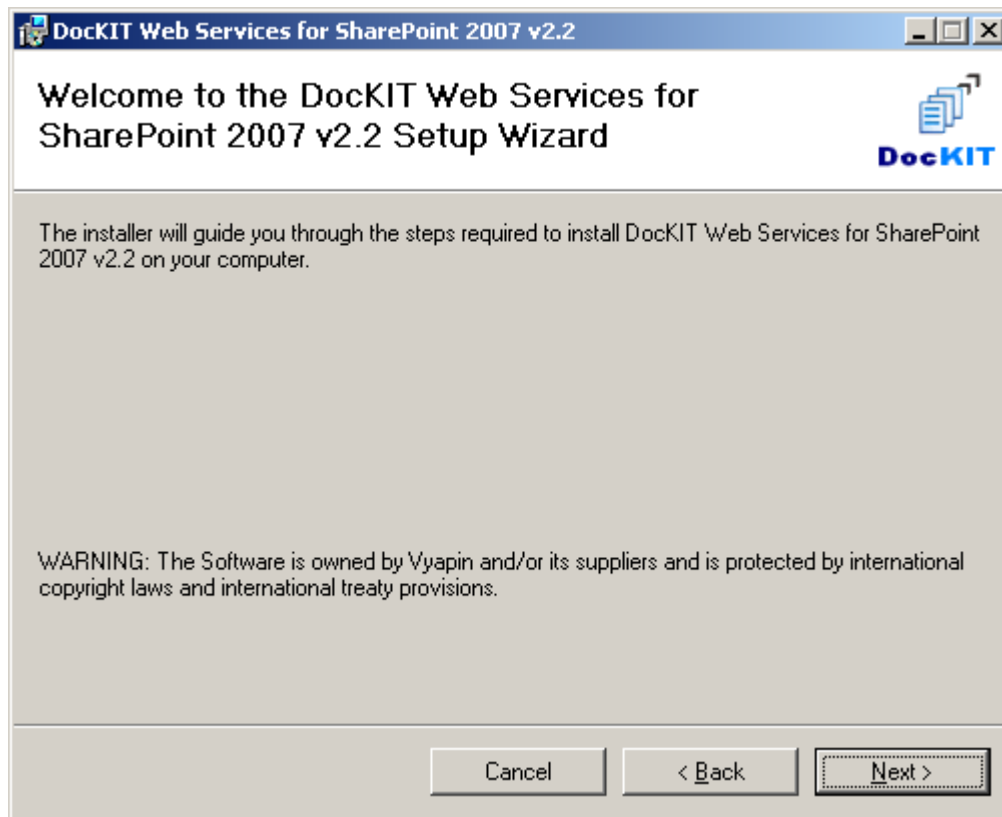 DocKIT Web Services for SharePoint 2007 v2.2
Welcome to the DocKIT Web Services for
SharePoint 2007 v2.2 Setup Wizard
DocKIT
The installer will guide you through the steps required to install DocKIT Web Services for SharePoint
2007 v2.2 on your computer.
WARNING: The Software is owned by Vyapin and/or its suppliers and is protected by international
copyright laws and international treaty provisions.
Cancel
< Back
Next >